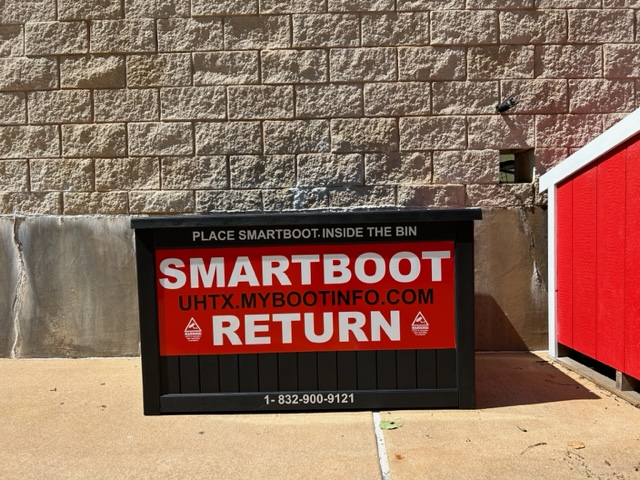 PLACE SMARTBOOT INSIDE THE BIN
SMARTBOOT
UHTX.MYBOOTINFO.COM
RETURN
1- 832-900-9121